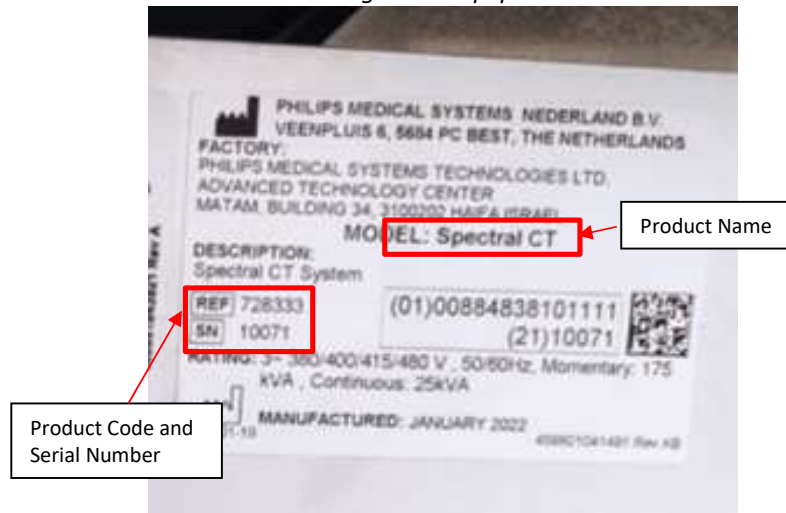 PHILIPS MEDICAL SYSTEMS NEDERLAND B.V.
VEENPLUIS 6, 5684 PC BEST, THE NETHERLANDS
FACTORY:
PHILIPS MEDICAL SYSTEMS TECHNOLOGIES LTD.
ADVANCED TECHNOLOGY CENTER
MATAM, BUILDING 34, 3100202 HAIFA ISRAEL
MODEL: Spectral CT
Product Name
DESCRIPTION:
Spectral CT System
REF 728333
(01)00884838101111
SN 10071
(21)10071
RATING: 3~ 380/400/415/480 V , 50/60Hz, Momentary: 175
kVA , Continuous: 25kVA
MANUFACTURED: JANUARY 2022
Rev AB
Product Code and
Serial Number